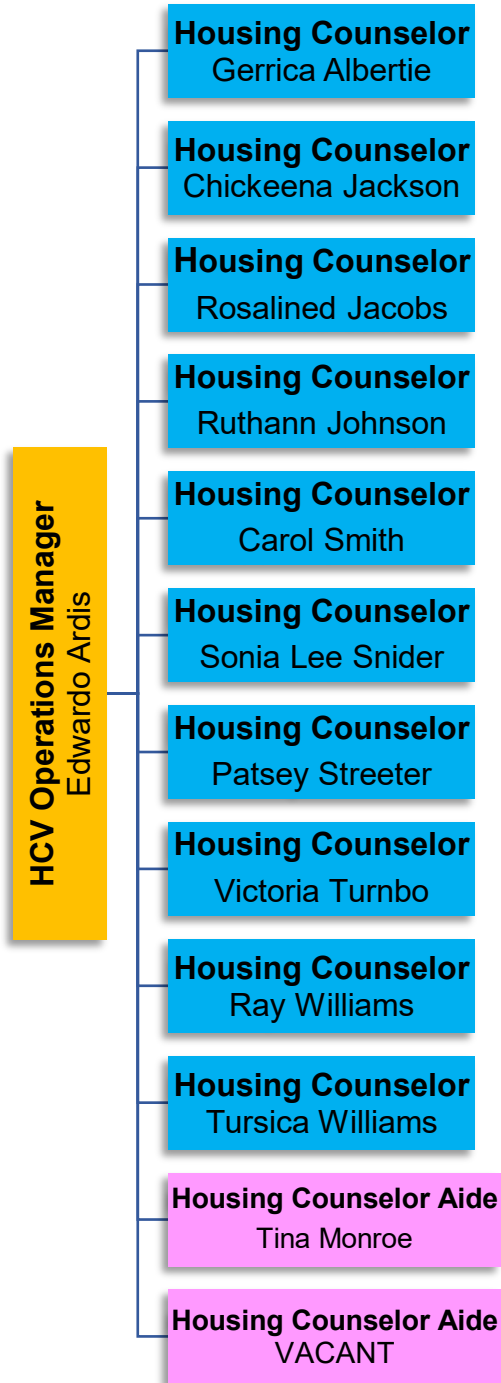 Housing Counselor
Gerrica Albertie
Housing Counselor
Chickeena Jackson
Housing Counselor
Rosalined Jacobs
Housing Counselor
Ruthann Johnson
HCV Operations Manager
Edwardo Ardis
Housing Counselor
Carol Smith
Housing Counselor
Sonia Lee Snider
Housing Counselor
Patsey Streeter
Housing Counselor
Victoria Turnbo
Housing Counselor
Ray Williams
Housing Counselor
Tursica Williams
Housing Counselor Aide
Tina Monroe
Housing Counselor Aide
VACANT